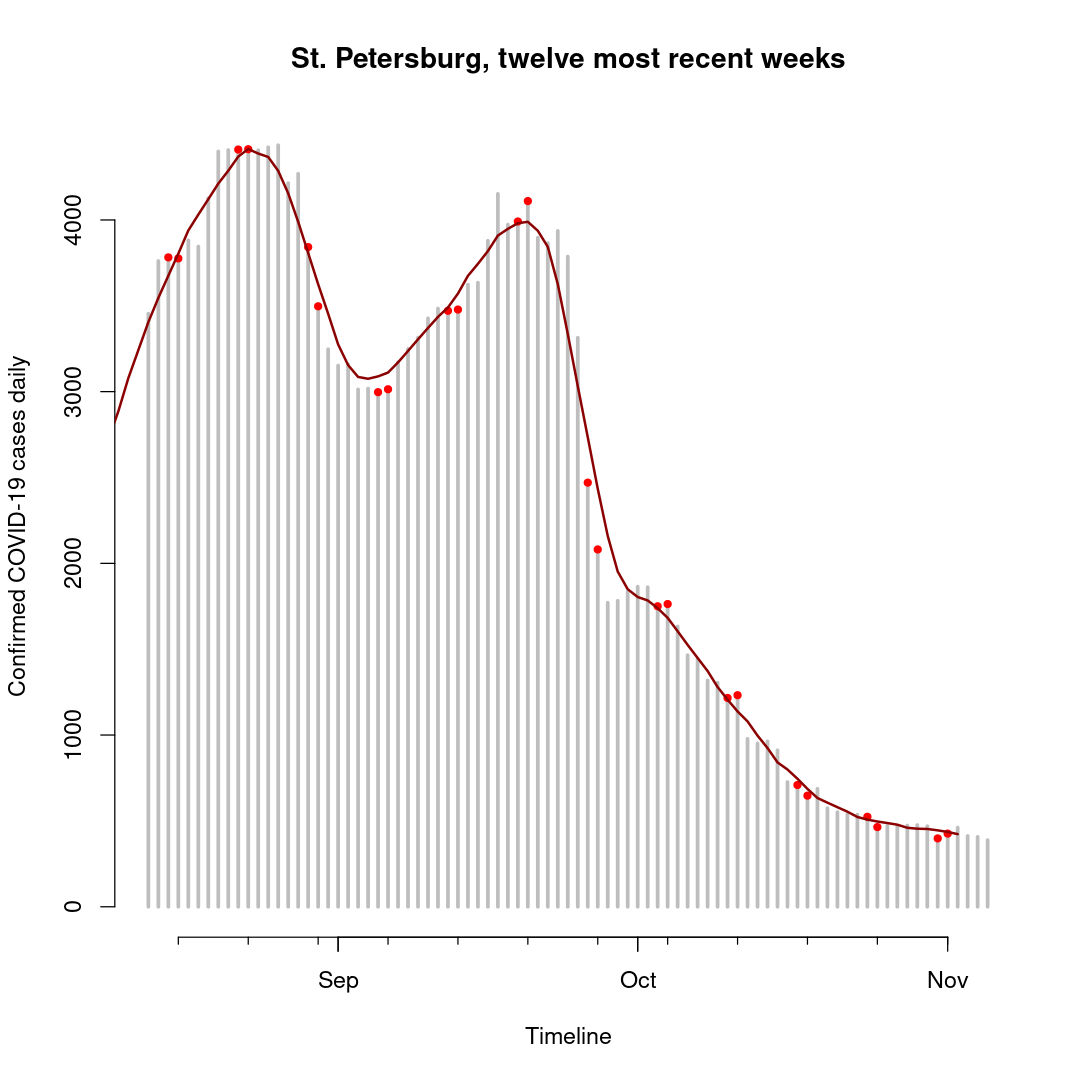 St. Petersburg, twelve most recent weeks
Confirmed COVID-19 cases daily
4000
3000
2000
1000
0
Sep Oct Nov
Timeline